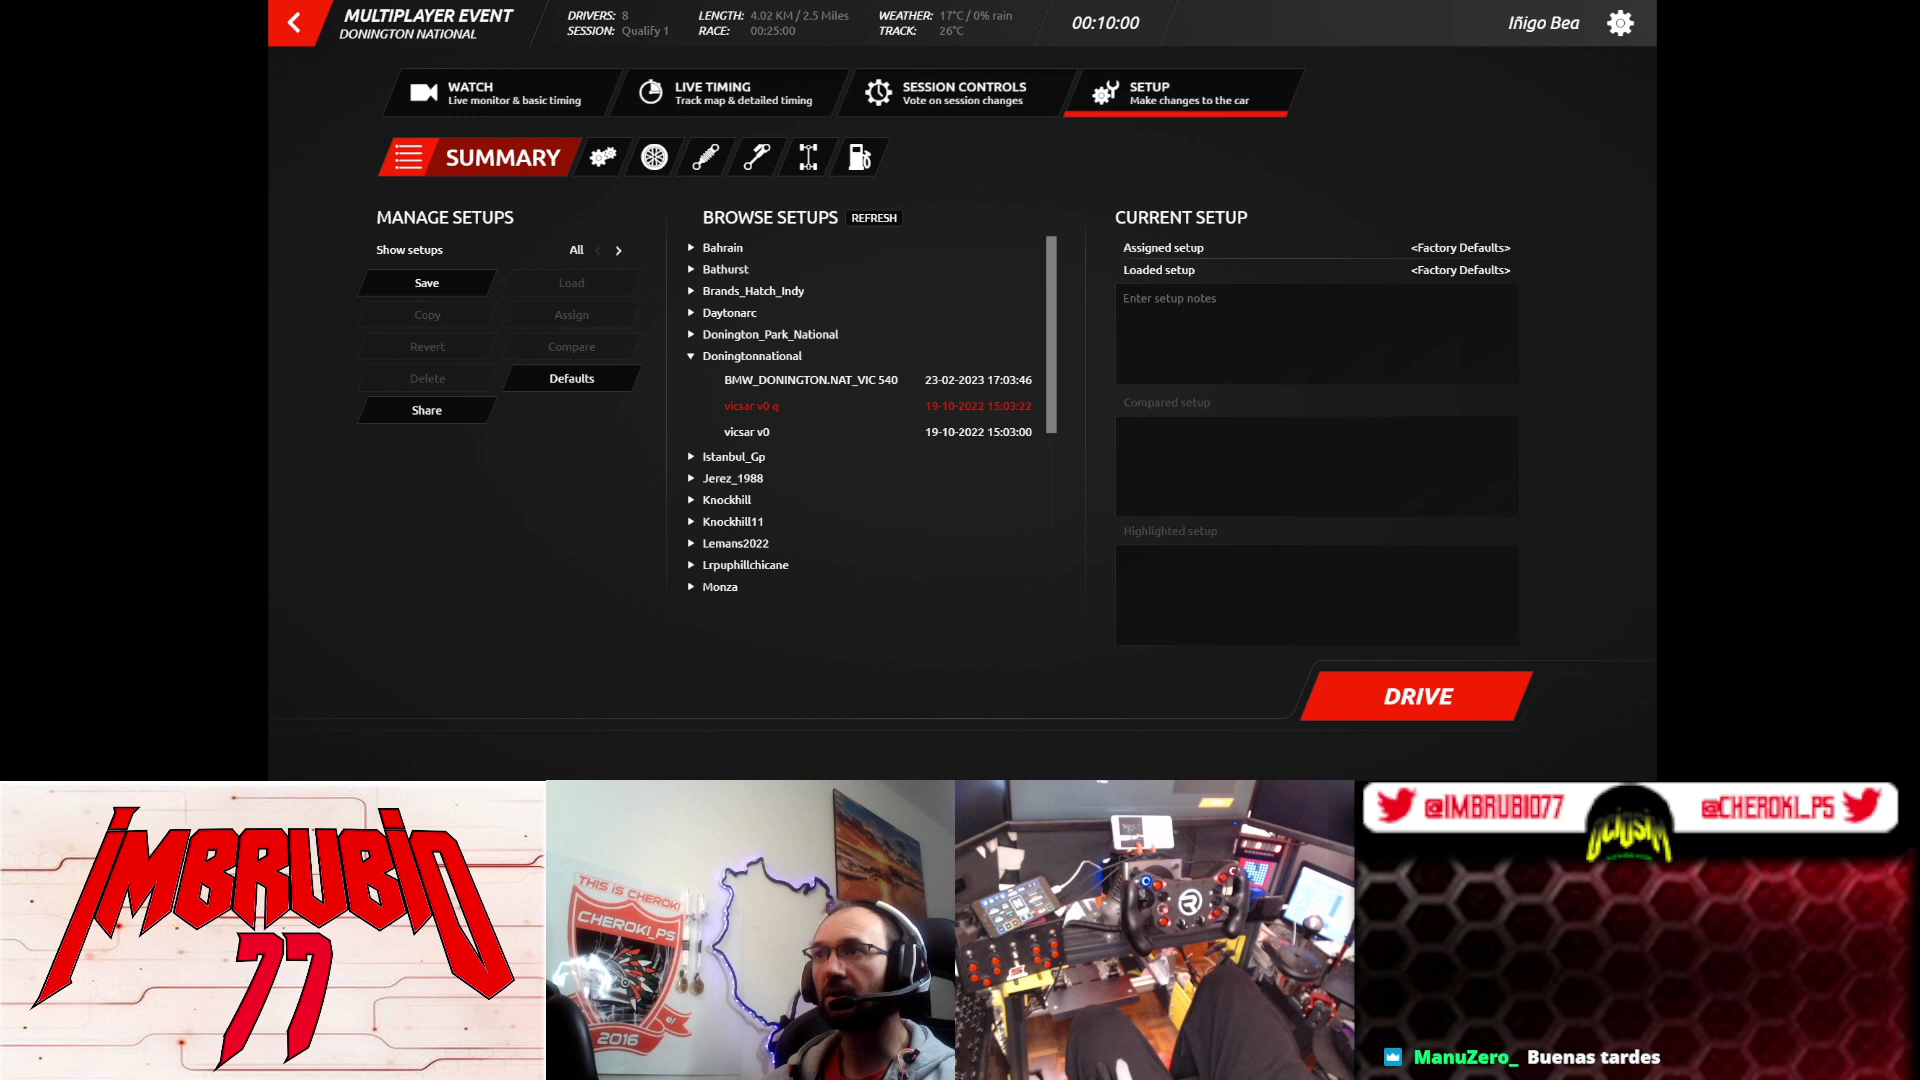 MULTIPLAYER EVENT
DONINGTON NATIONAL
DRIVERS: 8
SESSION: Qualify 1
LENGTH: 4.02 KM / 2.5 Miles
RACE: 00:25:00
WEATHER: 17°C / 0% rain
TRACK: 26°C
00:10:00
Iñigo Bea
WATCH
Live monitor & basic timing
LIVE TIMING
Track map & detailed timing
SESSION CONTROLS
Vote on session changes
SETUP
Make changes to the car
SUMMARY
MANAGE SETUPS
Show setups All
Save Load
Copy Assign
Revert Compare
Delete Defaults
Share
BROWSE SETUPS REFRESH
Bahrain
Bathurst
Brands_Hatch_Indy
Daytonarc
Donington_Park_National
Doningtonnational
BMW_DONINGTON.NAT_VIC 540 23-02-2023 17:03:46
vicsar v0 q 19-10-2022 15:03:22
vicsar v0 19-10-2022 15:03:00
Istanbul_Gp
Jerez_1988
Knockhill
Knockhill11
Lemans2022
Lrpuphillchicane
Monza
CURRENT SETUP
Assigned setup <Factory Defaults>
Loaded setup <Factory Defaults>
Enter setup notes
Compared setup
Highlighted setup
DRIVE
IMBRUBIO
77
THIS IS CHEROKI
CHEROKI_PS
2016
@IMBRUBIO77
@CHEROKI_PS
ManuZero_ Buenas tardes